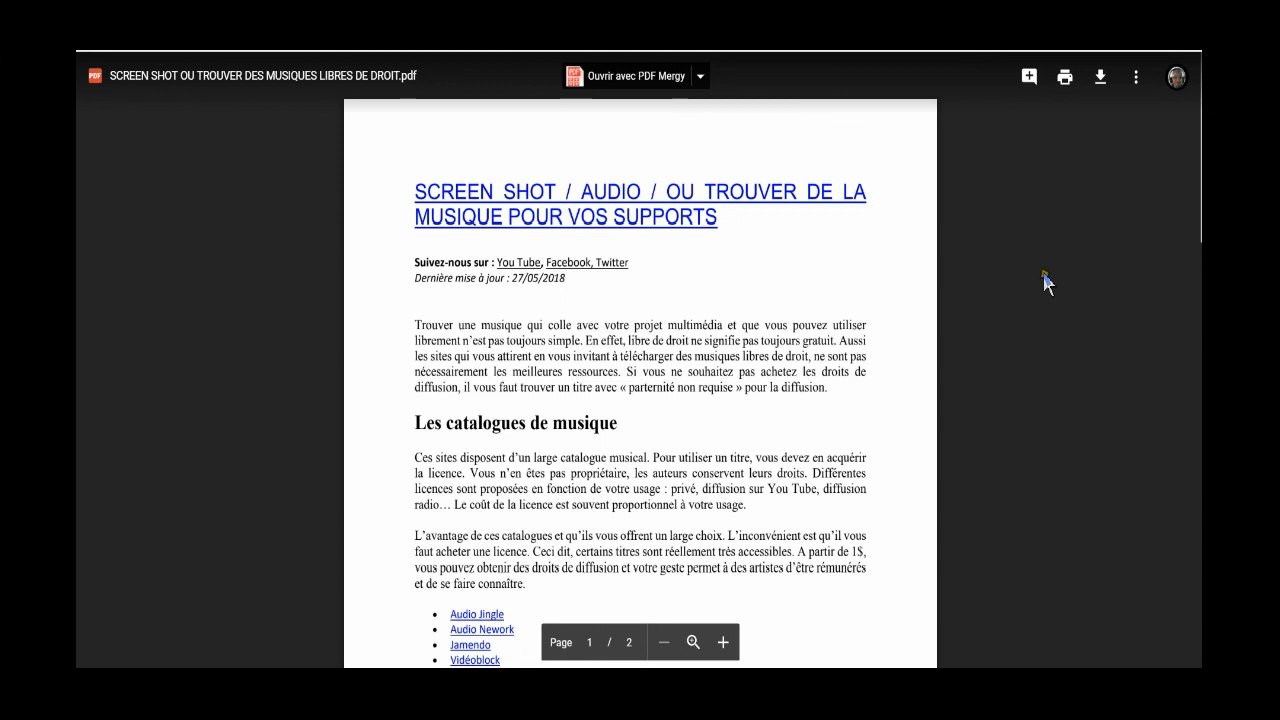 PDF SCREEN SHOT OU TROUVER DES MUSIQUES LIBRES DE DROIT.pdf
Ouvrir avec PDF Mergy
SCREEN SHOT / AUDIO / OU TROUVER DE LA
MUSIQUE POUR VOS SUPPORTS
Suivez-nous sur : You Tube, Facebook, Twitter
Dernière mise à jour : 27/05/2018
Trouver une musique qui colle avec votre projet multimédia et que vous pouvez utiliser
librement n'est pas toujours simple. En effet, libre de droit ne signifie pas toujours gratuit. Aussi
les sites qui vous attirent en vous invitant à télécharger des musiques libres de droit, ne sont pas
nécessairement les meilleures ressources. Si vous ne souhaitez pas achetez les droits de
diffusion, il vous faut trouver un titre avec « parternité non requise » pour la diffusion.
Les catalogues de musique
Ces sites disposent d'un large catalogue musical. Pour utiliser un titre, vous devez en acquérir
la licence. Vous n'en êtes pas propriétaire, les auteurs conservent leurs droits. Différentes
licences sont proposées en fonction de votre usage : privé, diffusion sur You Tube, diffusion
radio… Le coût de la licence est souvent proportionnel à votre usage.
L'avantage de ces catalogues et qu'ils vous offrent un large choix. L'inconvénient est qu'il vous
faut acheter une licence. Ceci dit, certains titres sont réellement très accessibles. A partir de 1$,
vous pouvez obtenir des droits de diffusion et votre geste permet à des artistes d'être rémunérés
et de se faire connaître.
• Audio Jingle
• Audio Nework
• Jamendo
• Vidéoblock
Page 1 / 2